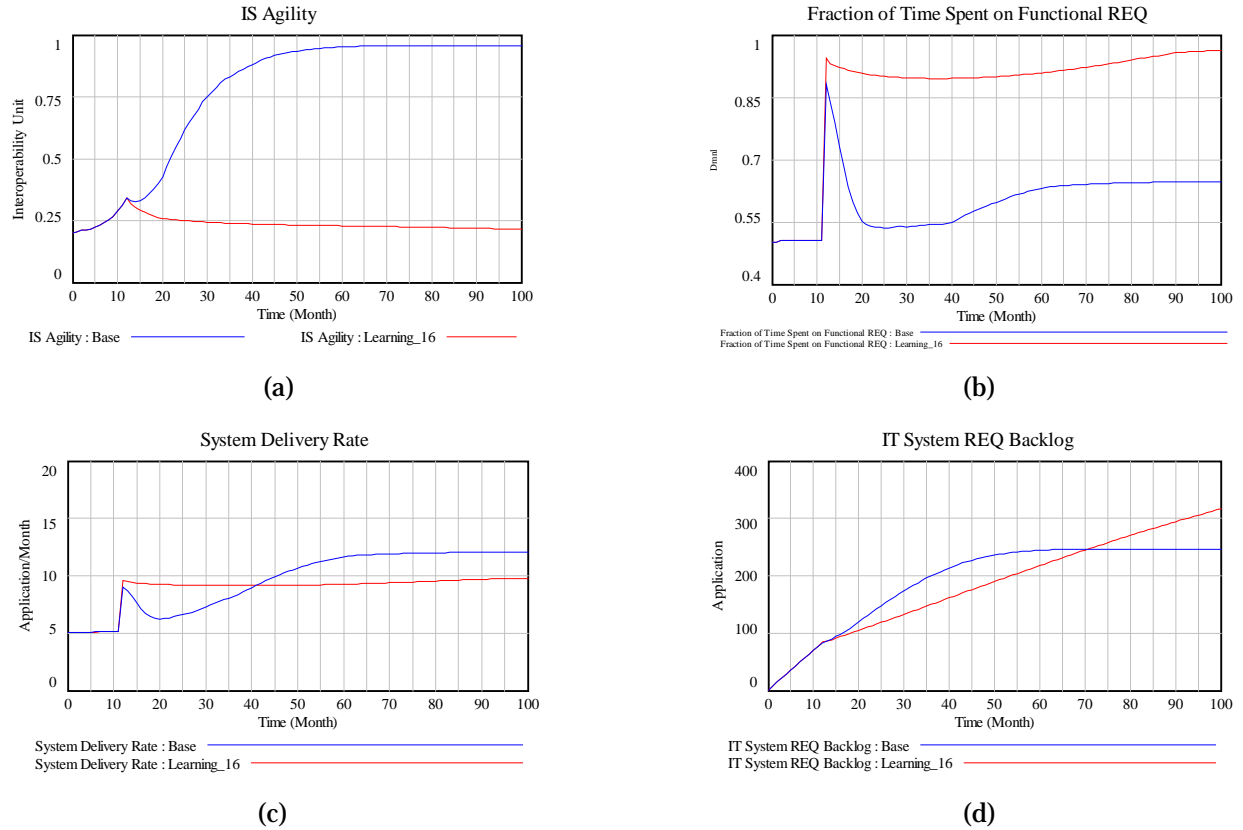 IS Agility
1
0.75
0.5
0.25
0
Interoperability Unit
0 10 20 30 40 50 60 70 80 90 100
Time (Month)
IS Agility : Base IS Agility : Learning_16
(a)
Fraction of Time Spent on Functional REQ
1
0.85
0.7
0.55
0.4
Dmnl
0 10 20 30 40 50 60 70 80 90 100
Time (Month)
Fraction of Time Spent on Functional REQ : Base
Fraction of Time Spent on Functional REQ : Learning_16
(b)
System Delivery Rate
20
15
10
5
0
Application/Month
0 10 20 30 40 50 60 70 80 90 100
Time (Month)
System Delivery Rate : Base
System Delivery Rate : Learning_16
(c)
IT System REQ Backlog
400
300
200
100
0
Application
0 10 20 30 40 50 60 70 80 90 100
Time (Month)
IT System REQ Backlog : Base
IT System REQ Backlog : Learning_16
(d)